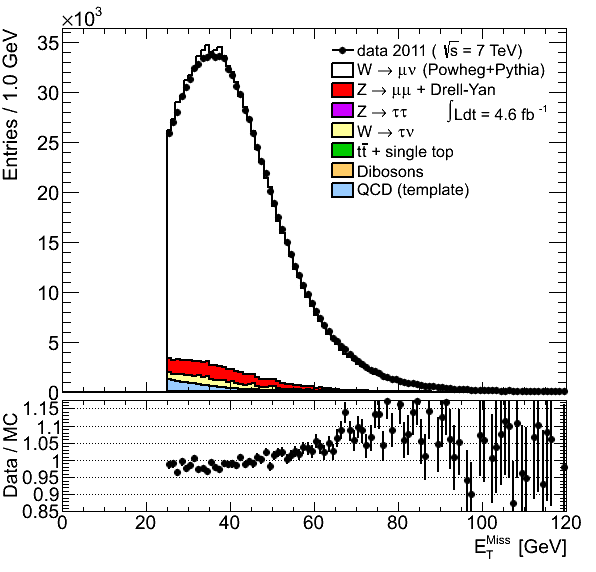 ×10³
Entries / 1.0 GeV
35
30
25
20
15
10
5
0
data 2011 ( √s = 7 TeV)
W → μν (Powheg+Pythia)
Z → μμ + Drell-Yan
Z → ττ
∫Ldt = 4.6 fb⁻¹
W → τν
tt̅ + single top
Dibosons
QCD (template)
Data / MC
1.15
1.1
1.05
1
0.95
0.9
0.85
0 20 40 60 80 100 120
E_T^Miss [GeV]